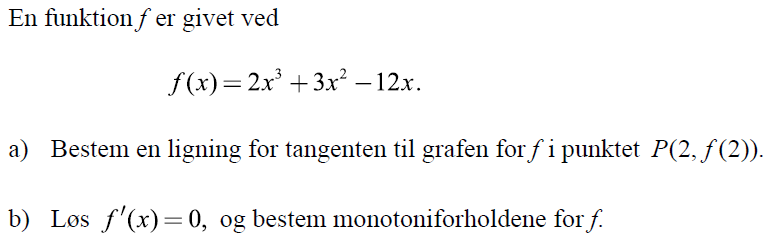 En funktion f er givet ved
f(x) = 2x³ + 3x² − 12x.
a) Bestem en ligning for tangenten til grafen for f i punktet P(2, f(2)).
b) Løs f′(x) = 0, og bestem monotoniforholdene for f.